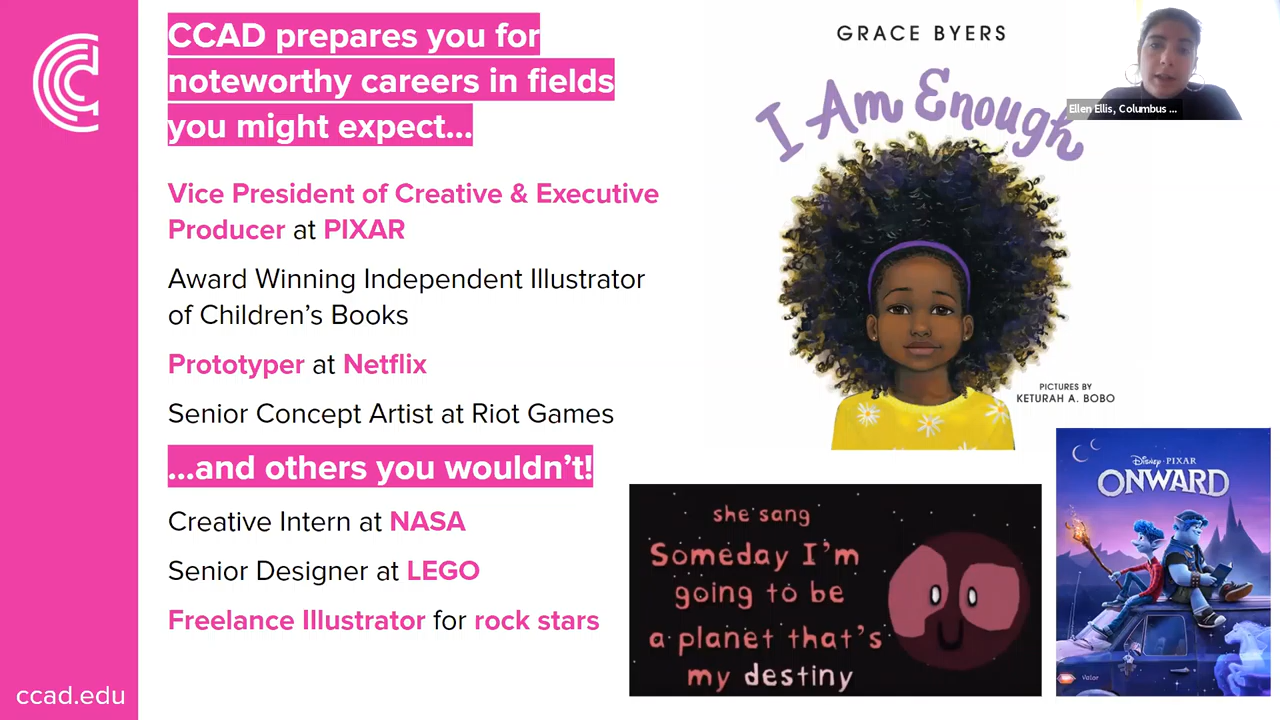 CCAD prepares you for
noteworthy careers in fields
you might expect...
Vice President of Creative & Executive
Producer at PIXAR
Award Winning Independent Illustrator
of Children’s Books
Prototyper at Netflix
Senior Concept Artist at Riot Games
...and others you wouldn’t!
Creative Intern at NASA
Senior Designer at LEGO
Freelance Illustrator for rock stars
ccad.edu
GRACE BYERS
I Am Enough
PICTURES BY
KETURAH A. BOBO
Ellen Ellis, Columbus ...
she sang
Someday I’m
going to be
a planet that’s
my destiny
Disney · PIXAR
ONWARD
Valor